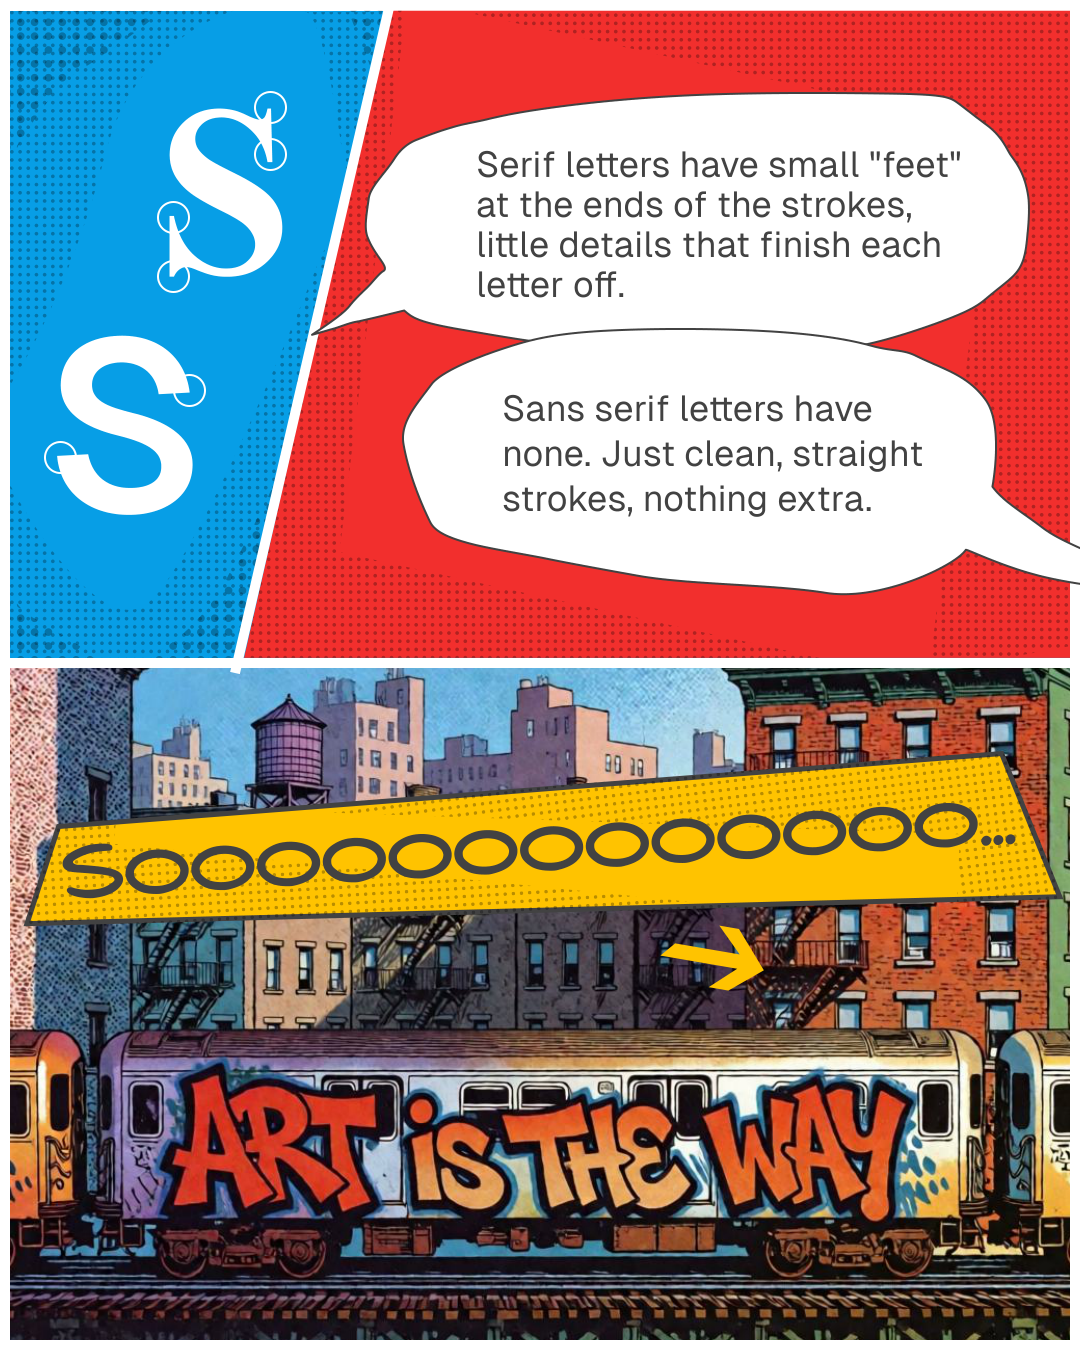 S
Serif letters have small "feet"
at the ends of the strokes,
little details that finish each
letter off.
S
Sans serif letters have
none. Just clean, straight
strokes, nothing extra.
SOOOOOOOOOOOOO...
ART iS THE WAY